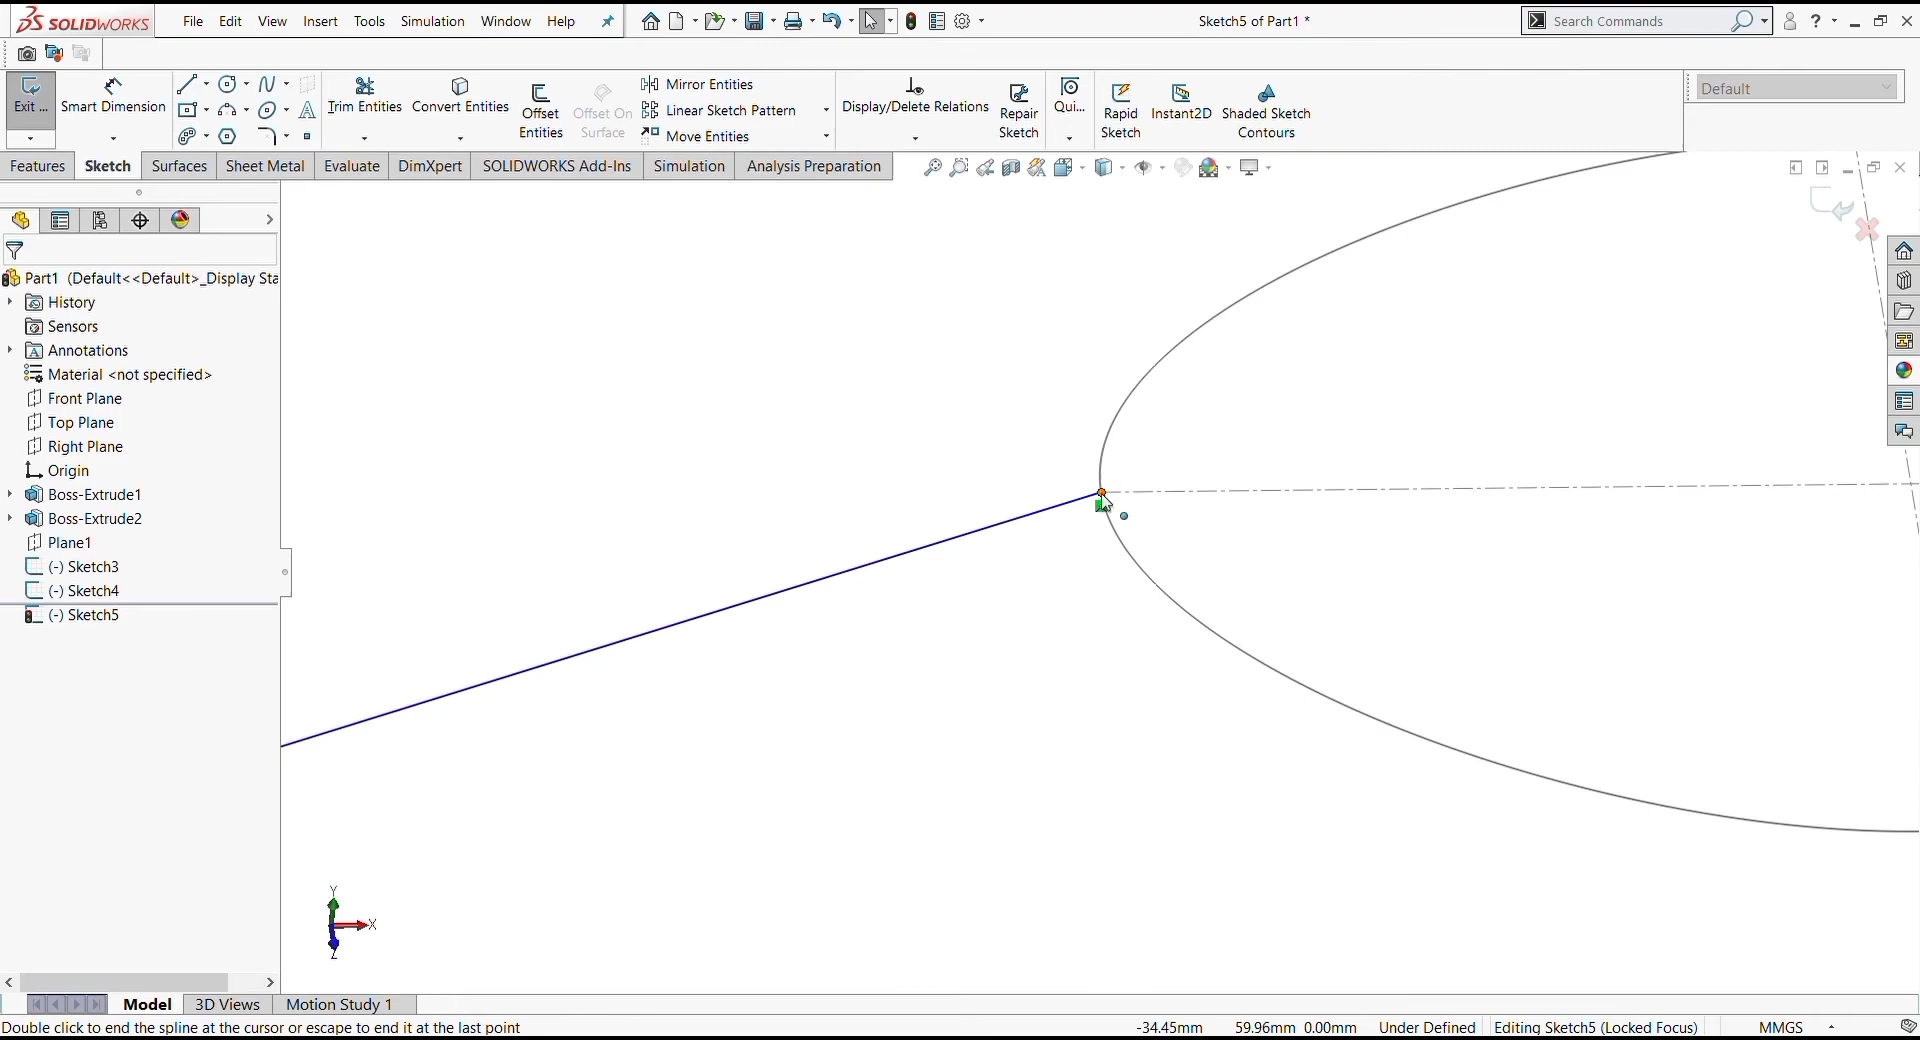 SOLIDWORKS File Edit View Insert Tools Simulation Window Help Sketch5 of Part1 * Search Commands ?
Exit ... Smart Dimension Trim Entities Convert Entities Offset Entities Offset On Surface Mirror Entities Display/Delete Relations Repair Sketch Qui... Rapid Sketch Instant2D Shaded Sketch Contours Default
Linear Sketch Pattern
Move Entities
Features Sketch Surfaces Sheet Metal Evaluate DimXpert SOLIDWORKS Add-Ins Simulation Analysis Preparation
Part1 (Default<<Default>_Display Sta
History
Sensors
Annotations
Material <not specified>
Front Plane
Top Plane
Right Plane
Origin
Boss-Extrude1
Boss-Extrude2
Plane1
(-) Sketch3
(-) Sketch4
(-) Sketch5
Y
X
Z
Model 3D Views Motion Study 1
Double click to end the spline at the cursor or escape to end it at the last point -34.45mm 59.96mm 0.00mm Under Defined Editing Sketch5 (Locked Focus) MMGS